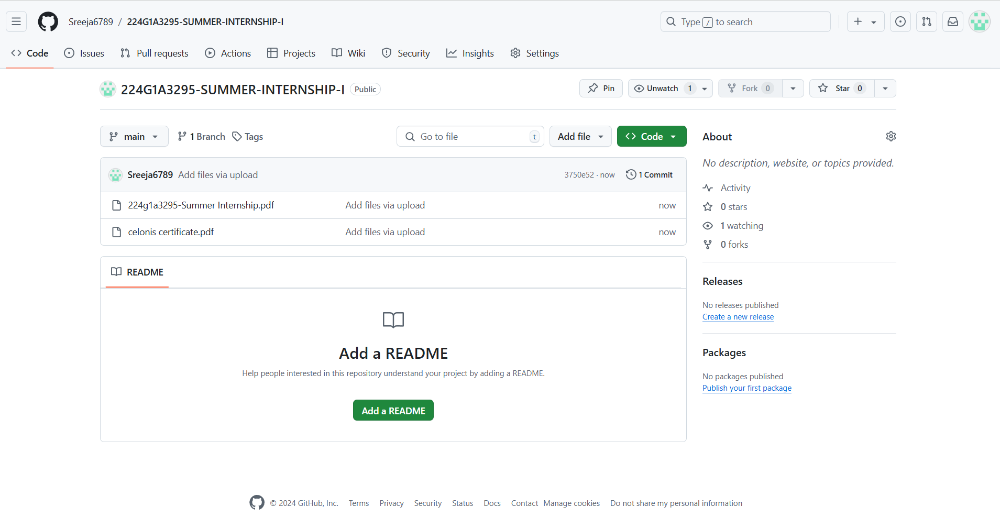 Sreeja6789 / 224G1A3295-SUMMER-INTERNSHIP-I
Type / to search
Code Issues Pull requests Actions Projects Wiki Security Insights Settings
224G1A3295-SUMMER-INTERNSHIP-I Public
Pin Unwatch 1 Fork 0 Star 0
main 1 Branch Tags Go to file t Add file Code
Sreeja6789 Add files via upload 3750e52 · now 1 Commit
224g1a3295-Summer Internship.pdf Add files via upload now
celonis certificate.pdf Add files via upload now
README
Add a README
Help people interested in this repository understand your project by adding a README.
Add a README
About
No description, website, or topics provided.
Activity
0 stars
1 watching
0 forks
Releases
No releases published
Create a new release
Packages
No packages published
Publish your first package
© 2024 GitHub, Inc. Terms Privacy Security Status Docs Contact Manage cookies Do not share my personal information